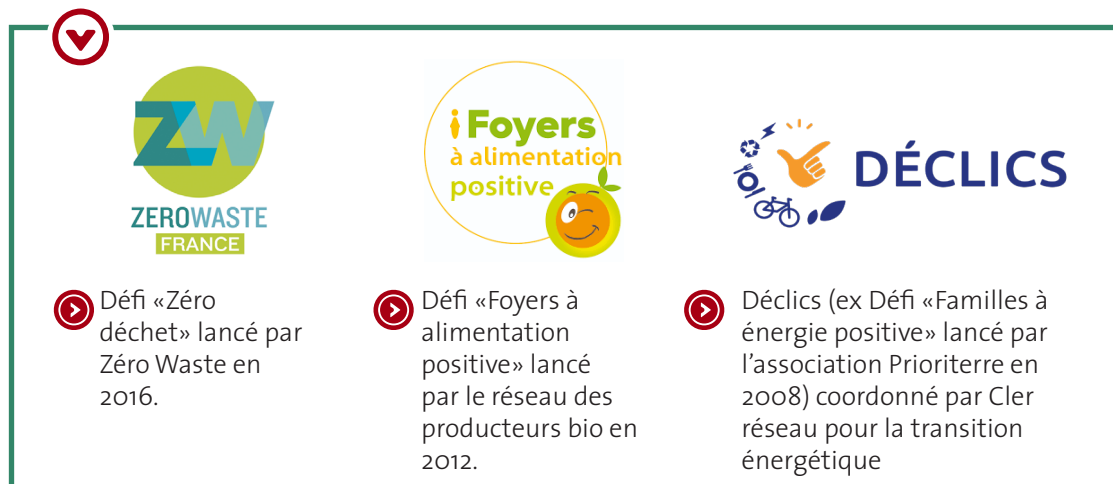 ZW
ZEROWASTE
FRANCE
Foyers
à alimentation
positive
DÉCLICS
Défi «Zéro
déchet» lancé par
Zéro Waste en
2016.
Défi «Foyers à
alimentation
positive» lancé
par le réseau des
producteurs bio en
2012.
Déclics (ex Défi «Familles à
énergie positive» lancé par
l’association Prioriterre en
2008) coordonné par Cler
réseau pour la transition
énergétique